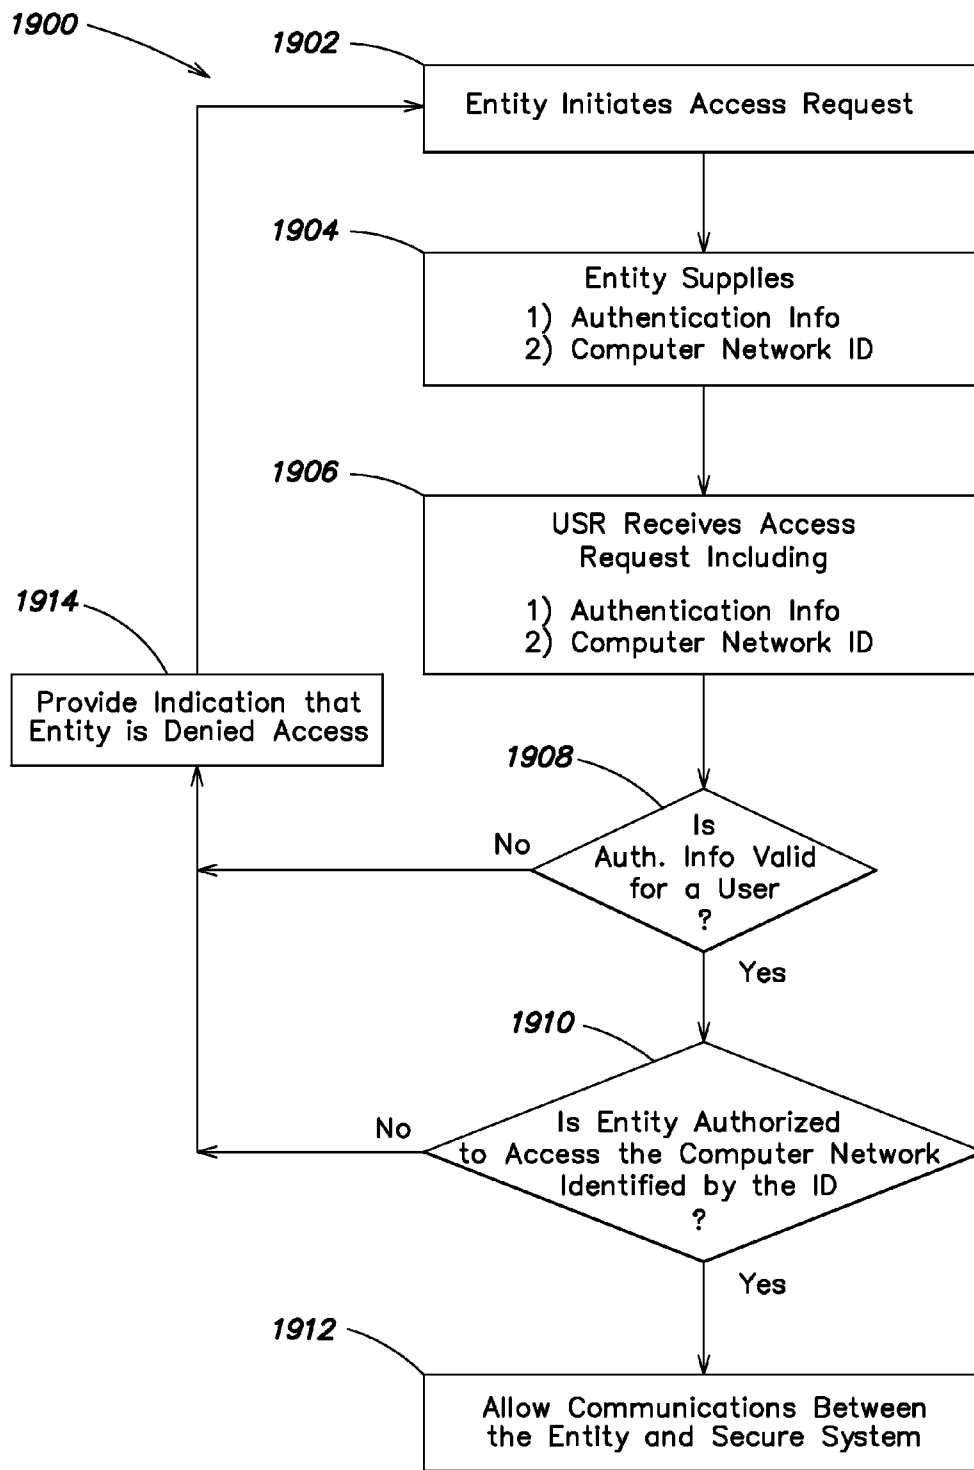 1900
1902
Entity Initiates Access Request
1904
Entity Supplies
1) Authentication Info
2) Computer Network ID
1906
USR Receives Access
Request Including
1) Authentication Info
2) Computer Network ID
1914
Provide Indication that
Entity is Denied Access
1908
No
Is
Auth. Info Valid
for a User
?
Yes
1910
No
Is Entity Authorized
to Access the Computer Network
Identified by the ID
?
Yes
1912
Allow Communications Between
the Entity and Secure System